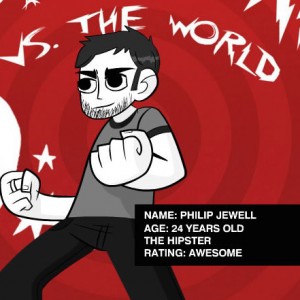 VS. THE WORLD
NAME: PHILIP JEWELL
AGE: 24 YEARS OLD
THE HIPSTER
RATING: AWESOME